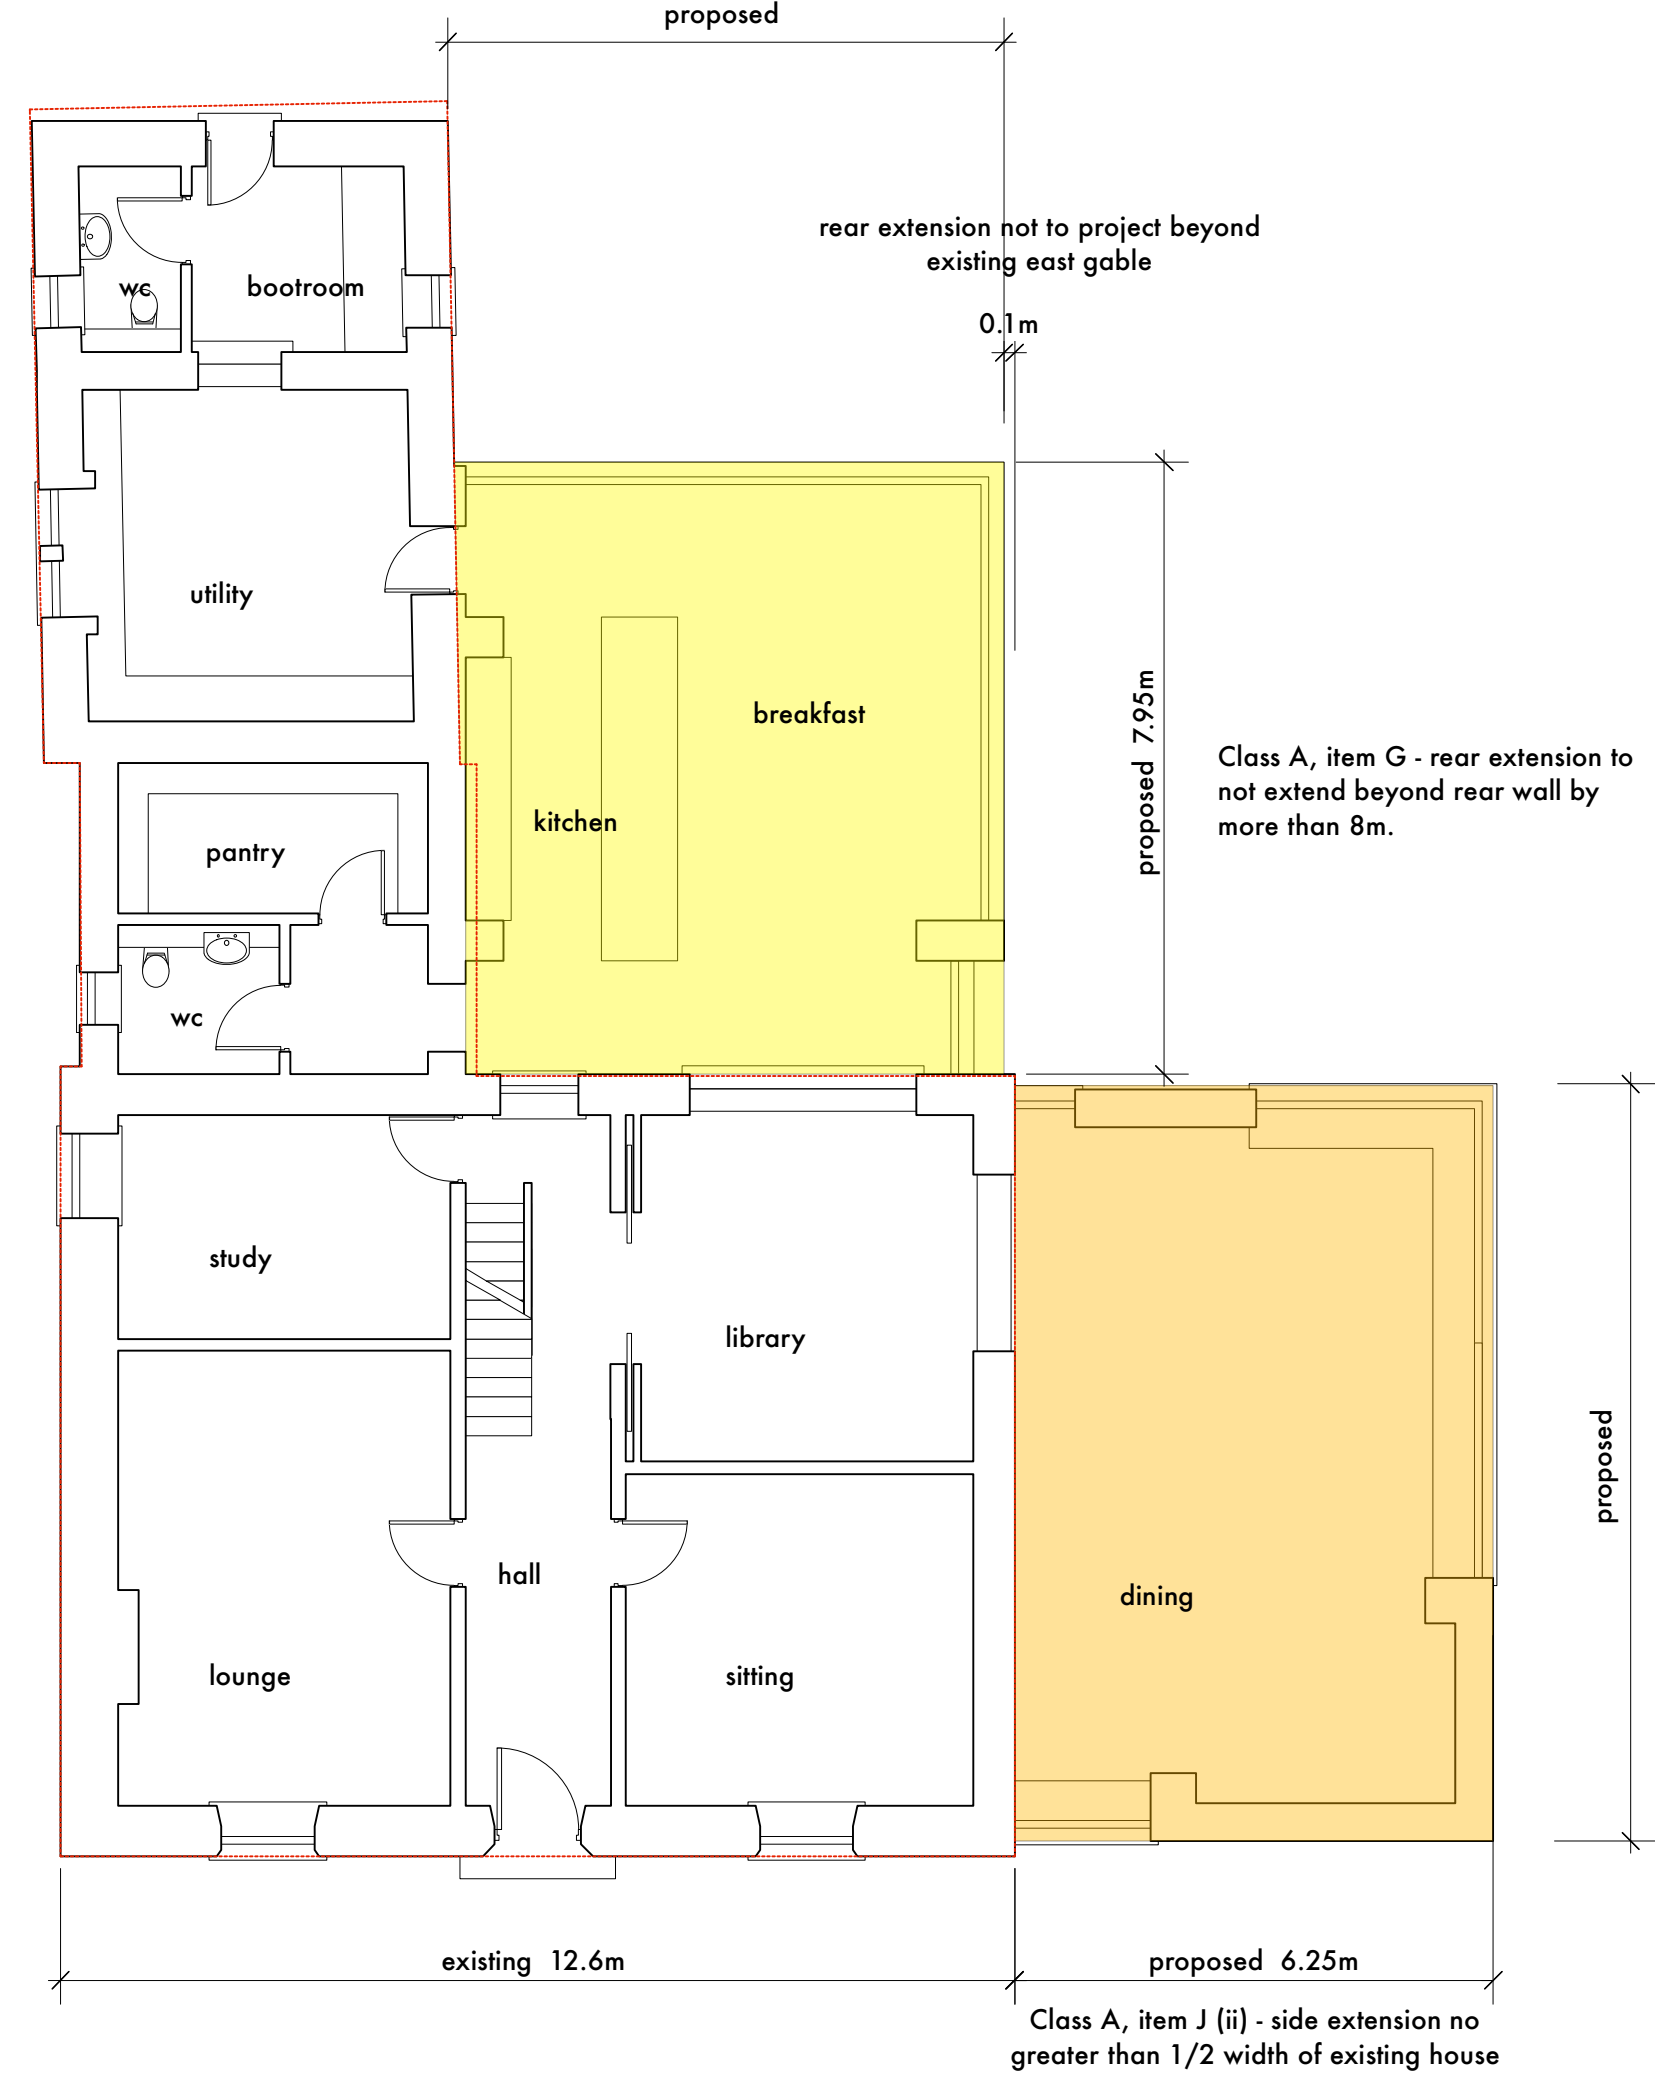 proposed
rear extension not to project beyond
existing east gable
0.1m
wc
bootroom
utility
breakfast
proposed 7.95m
Class A, item G - rear extension to
not extend beyond rear wall by
more than 8m.
kitchen
pantry
wc
study
library
proposed
hall
dining
lounge
sitting
existing 12.6m
proposed 6.25m
Class A, item J (ii) - side extension no
greater than 1/2 width of existing house